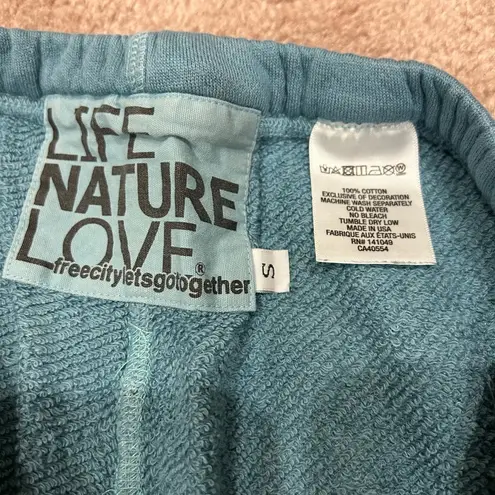 LIFE
NATURE
LOVE®
freecityletsgotogether
S
100% COTTON
EXCLUSIVE OF DECORATION
MACHINE WASH SEPARATELY
COLD WATER
NO BLEACH
TUMBLE DRY LOW
MADE IN USA
FABRIQUE AUX ÉTATS-UNIS
RN# 141049
CA40554